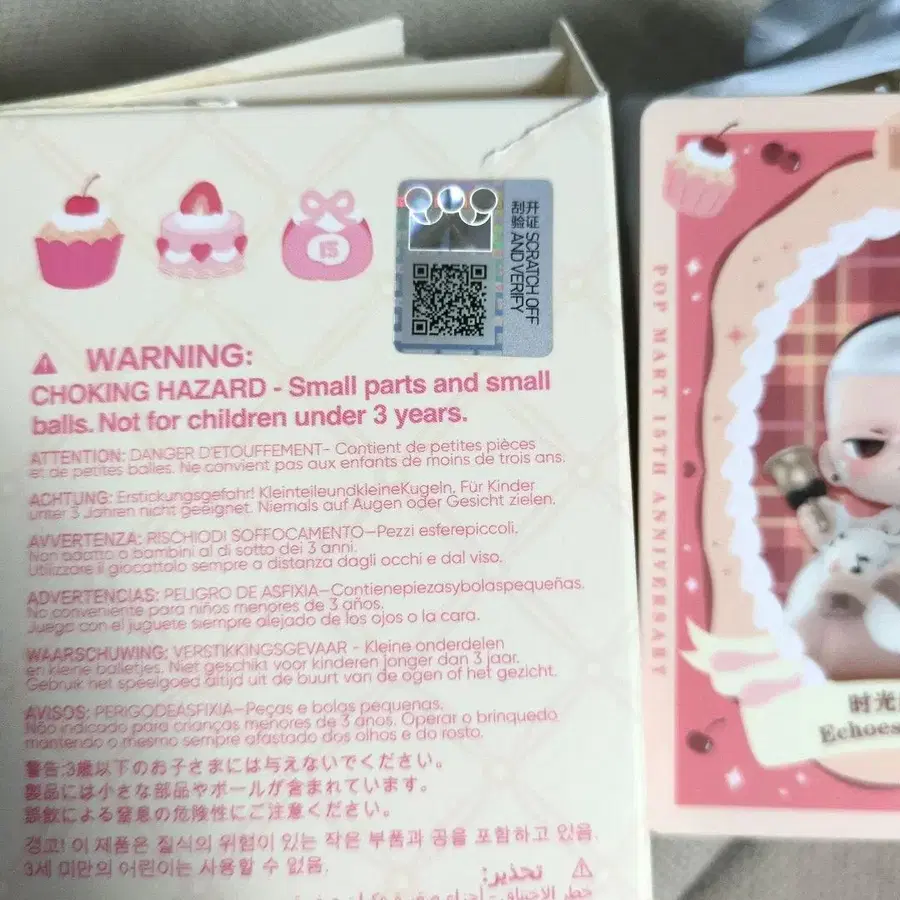 15
开证 SCRATCH OFF
刮验 AND VERIFY
WARNING:
CHOKING HAZARD - Small parts and small
balls. Not for children under 3 years.
ATTENTION: DANGER D'ETOUFFEMENT- Contient de petites pièces
et de petites balles. Ne convient pas aux enfants de moins de trois ans.
ACHTUNG: Erstickungsgefahr! KleinteileundkleineKugeln, Für Kinder
unter 3 Jahren nicht geeignet. Niemals auf Augen oder Gesicht zielen.
AVVERTENZA: RISCHIODI SOFFOCAMENTO—Pezzi esferepiccoli.
Non adatto a bambini al di sotto dei 3 anni.
Utilizzare il giocattolo sempre a distanza dagli occhi e dal viso.
ADVERTENCIAS: PELIGRO DE ASFIXIA—Contienepiezasybolaspequeñas.
No conveniente para niños menores de 3 años.
Juega con el juguete siempre alejado de los ojos o la cara.
WAARSCHUWING: VERSTIKKINGSGEVAAR - Kleine onderdelen
en kleine balletjes. Niet geschikt voor kinderen jonger dan 3 jaar.
Gebruik het speelgoed altijd uit de buurt van de ogen of het gezicht.
AVISOS: PERIGODEASFIXIA—Peças e bolas pequenas.
Não indicado para crianças menores de 3 anos. Operar o brinquedo
mantendo o mesmo sempre afastado dos olhos e do rosto.
警告:3歳以下のお子さまには与えないでください。
製品には小さな部品やボールが含まれています。
誤飲による窒息の危険性にご注意ください。
경고! 이 제품은 질식의 위험이 있는 작은 부품과 공을 포함하고 있음.
3세 미만의 어린이는 사용할 수 없음.
تحذير:
POP MART 15TH ANNIVERSARY
时光
Echoes